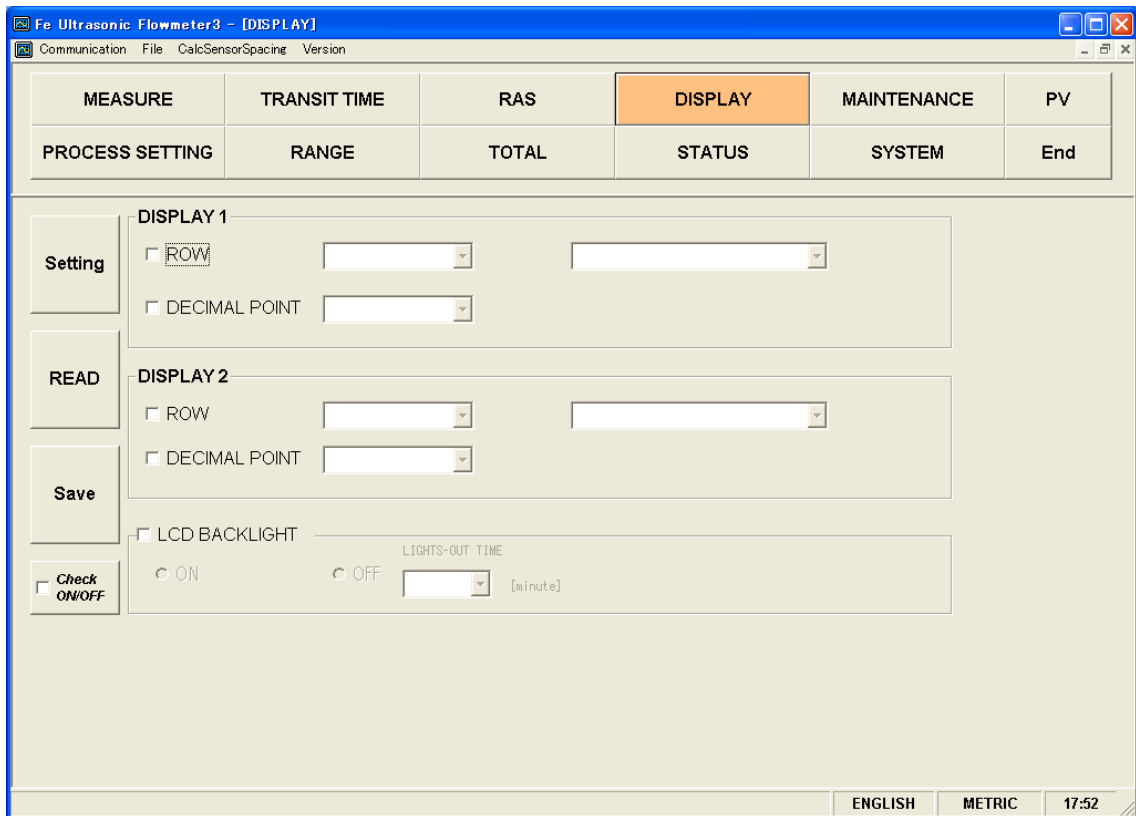 Fe Ultrasonic Flowmeter3 - [DISPLAY]
Communication File CalcSensorSpacing Version
MEASURE TRANSIT TIME RAS DISPLAY MAINTENANCE PV
PROCESS SETTING RANGE TOTAL STATUS SYSTEM End
Setting
READ
Save
Check
ON/OFF
DISPLAY 1
ROW
DECIMAL POINT
DISPLAY 2
ROW
DECIMAL POINT
LCD BACKLIGHT
LIGHTS-OUT TIME
ON OFF [minute]
ENGLISH METRIC 17:52